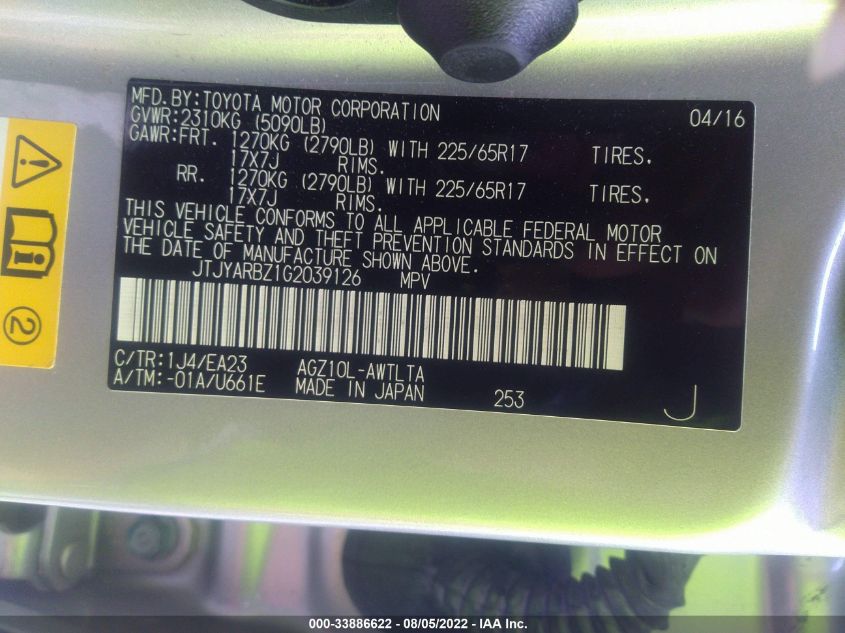 MFD.BY:TOYOTA MOTOR CORPORATION 04/16
GVWR:2310KG (5090LB)
GAWR:FRT. 1270KG (2790LB) WITH 225/65R17 TIRES.
17X7J RIMS.
RR. 1270KG (2790LB) WITH 225/65R17 TIRES.
17X7J RIMS.
THIS VEHICLE CONFORMS TO ALL APPLICABLE FEDERAL MOTOR
VEHICLE SAFETY AND THEFT PREVENTION STANDARDS IN EFFECT ON
THE DATE OF MANUFACTURE SHOWN ABOVE.
JTJYARBZ1G2039126 MPV
C/TR:1J4/EA23 AGZ10L-AWTLTA
A/TM:-01A/U661E MADE IN JAPAN 253 J
2
000-33886622 - 08/05/2022 - IAA Inc.